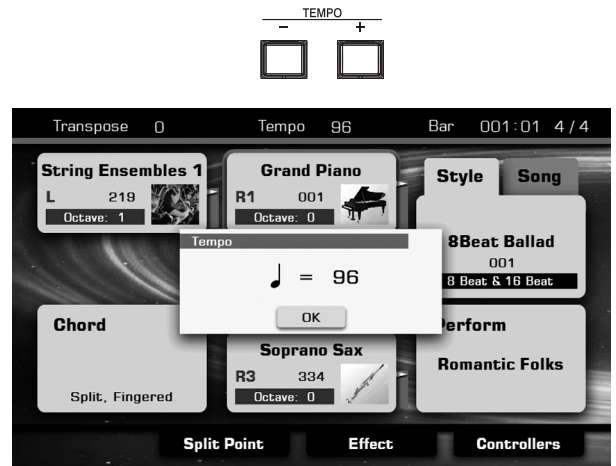 TEMPO
− +
Transpose 0 Tempo 96 Bar 001:01 4/4
String Ensembles 1
L 219
Octave: 1
Grand Piano
R1 001
Octave: 0
Style Song
8Beat Ballad
001
8 Beat & 16 Beat
Tempo
♩ = 96
OK
Chord
Split, Fingered
Soprano Sax
R3 334
Octave: 0
Perform
Romantic Folks
Split Point Effect Controllers